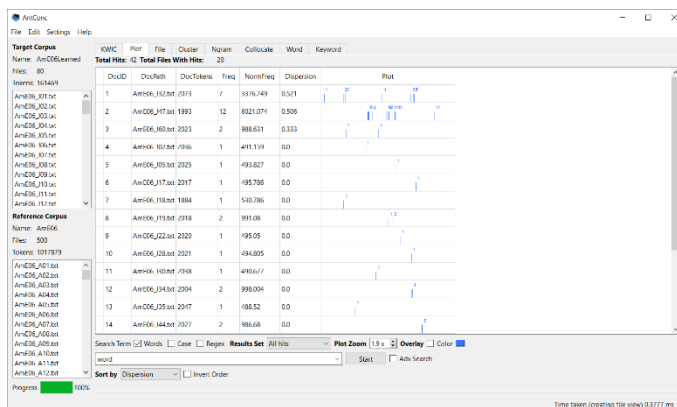 AntConc
File Edit Settings Help
Target Corpus
Name: AmE06Learned
Files: 80
Tokens: 161469
AmE06_J01.txt
AmE06_J02.txt
AmE06_J03.txt
AmE06_J04.txt
AmE06_J05.txt
AmE06_J06.txt
AmE06_J07.txt
AmE06_J08.txt
AmE06_J09.txt
AmE06_J10.txt
AmE06_J11.txt
AmE06_J12.txt
Reference Corpus
Name: AmE06
Files: 500
Tokens: 1017879
AmE06_A01.txt
AmE06_A02.txt
AmE06_A03.txt
AmE06_A04.txt
AmE06_A05.txt
AmE06_A06.txt
AmE06_A07.txt
AmE06_A08.txt
AmE06_A09.txt
AmE06_A10.txt
AmE06_A11.txt
AmE06_A12.txt
Progress 100%
KWIC Plot File Cluster Ngram Collocate Word Keyword
Total Hits: 42 Total Files With Hits: 20
DocID DocPath DocTokens Freq NormFreq Dispersion Plot
1 AmE06_J32.txt 2073 7 3376.749 0.521
2 AmE06_J47.txt 1993 12 6021.074 0.506
3 AmE06_J60.txt 2023 2 988.631 0.333
4 AmE06_J02.txt 2036 1 491.159 0.0
5 AmE06_J05.txt 2025 1 493.827 0.0
6 AmE06_J17.txt 2017 1 495.786 0.0
7 AmE06_J18.txt 1884 1 530.786 0.0
8 AmE06_J19.txt 2018 2 991.08 0.0
9 AmE06_J22.txt 2020 1 495.05 0.0
10 AmE06_J28.txt 2021 1 494.805 0.0
11 AmE06_J30.txt 2038 1 490.677 0.0
12 AmE06_J34.txt 2004 2 998.004 0.0
13 AmE06_J35.txt 2047 1 488.52 0.0
14 AmE06_J44.txt 2027 2 986.68 0.0
Search Term Words Case Regex Results Set All hits Plot Zoom 1.9 x Overlay Color
word Start Adv Search
Sort by Dispersion Invert Order
Time taken (creating file view) 0.3777 ms